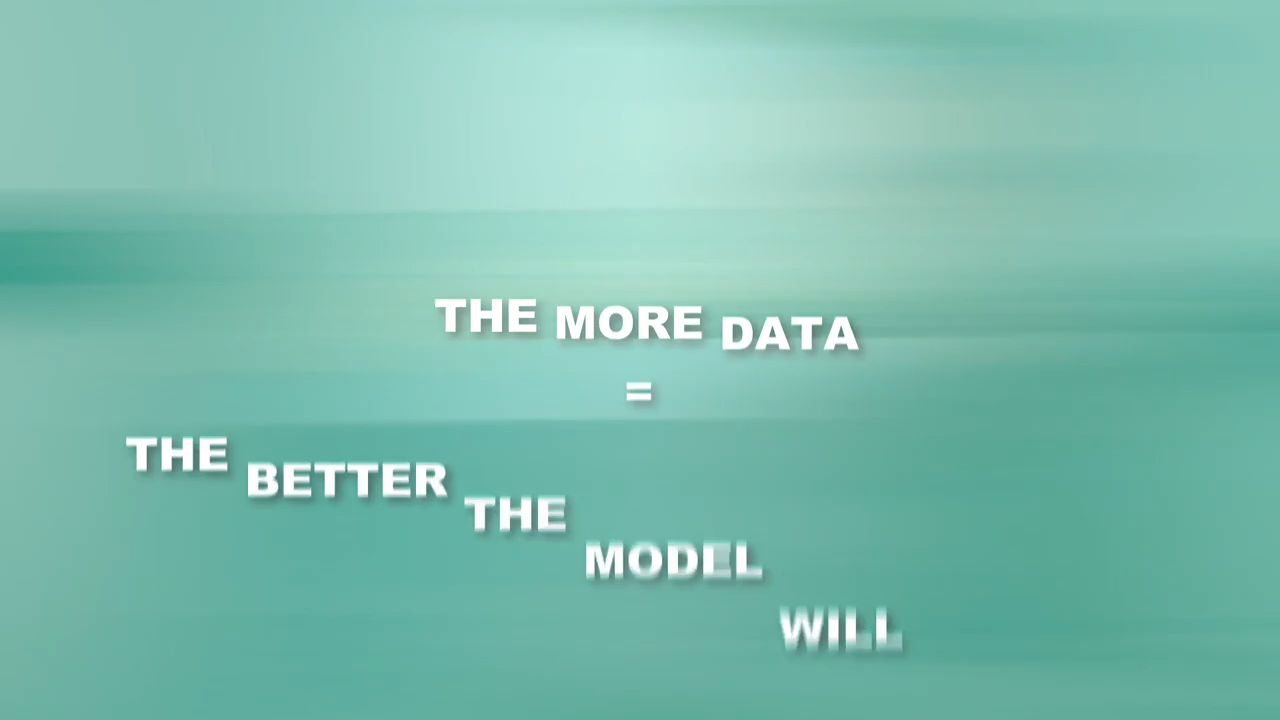 THE MORE DATA
=
THE BETTER THE MODEL WILL